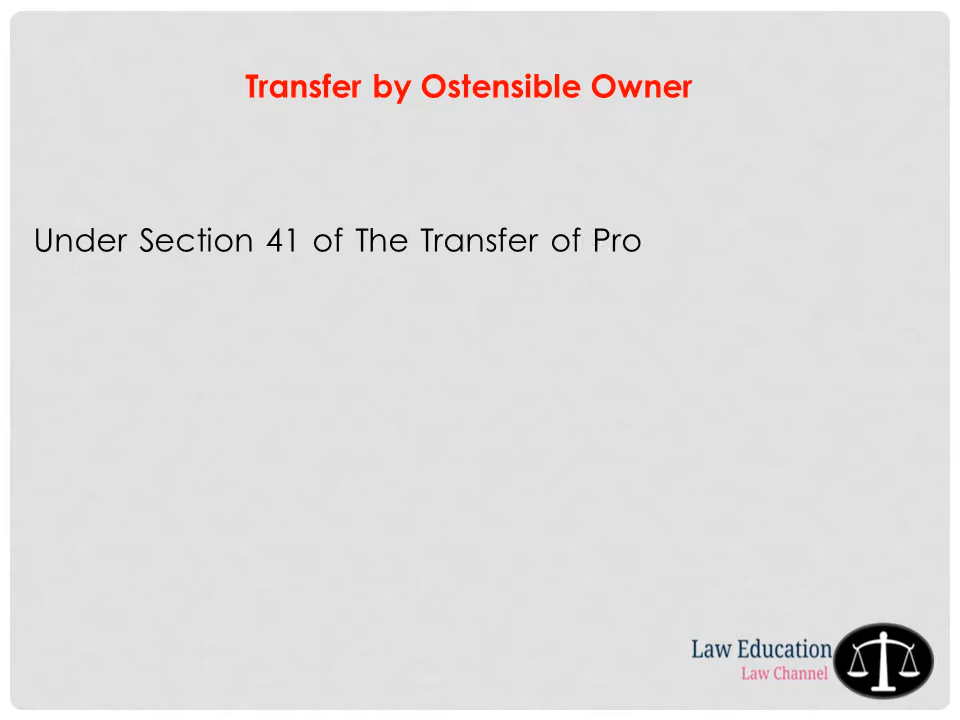 Transfer by Ostensible Owner
Under Section 41 of The Transfer of Pro
Law Education
Law Channel